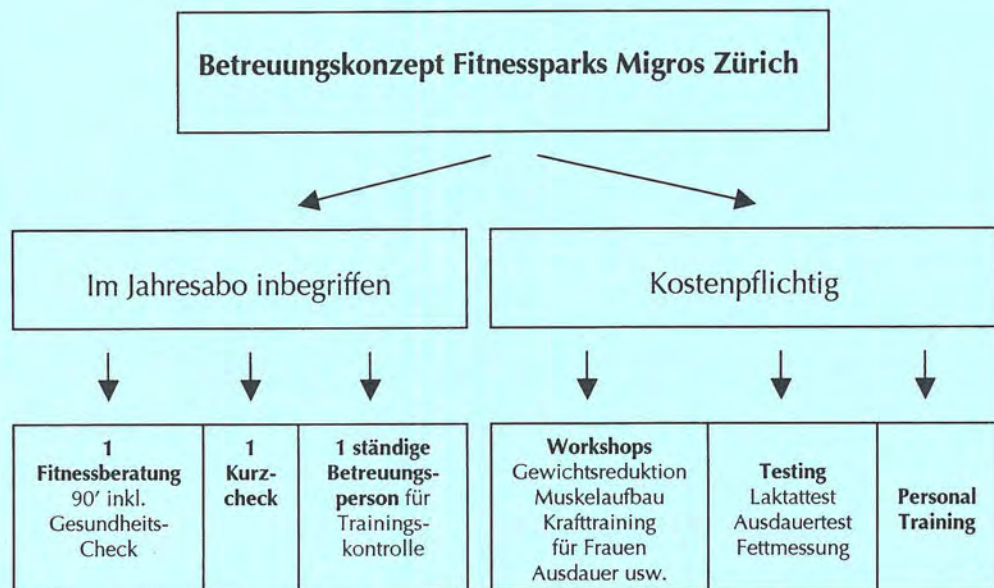 Betreuungskonzept Fitnessparks Migros Zürich
Im Jahresabo inbegriffen
Kostenpflichtig
1
Fitnessberatung
90' inkl.
Gesundheits-
Check
1
Kurz-
check
1 ständige
Betreuungs-
person für
Trainings-
kontrolle
Workshops
Gewichtsreduktion
Muskelaufbau
Krafttraining
für Frauen
Ausdauer usw.
Testing
Laktattest
Ausdauertest
Fettmessung
Personal
Training